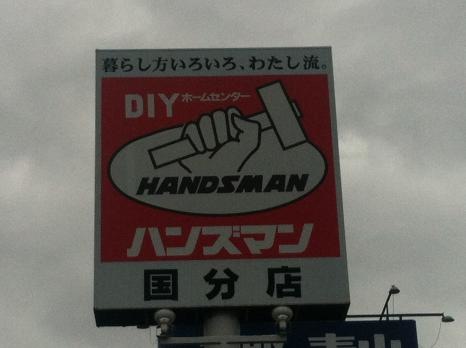 暮らし方いろいろ、わたし流。
DIY ホームセンター
HANDSMAN
ハンズマン
国分店